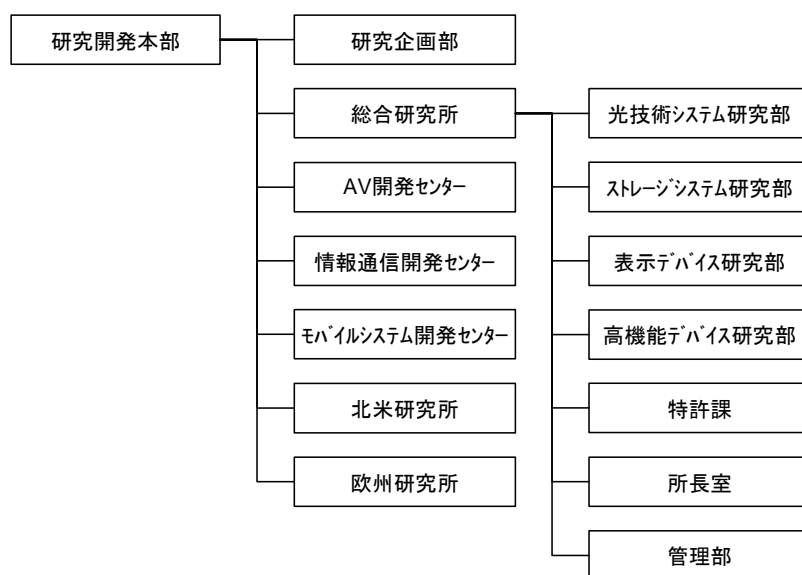 研究開発本部
研究企画部
総合研究所
AV開発ｾﾝﾀｰ
情報通信開発ｾﾝﾀｰ
ﾓﾊﾞｲﾙｼｽﾃﾑ開発ｾﾝﾀｰ
北米研究所
欧州研究所
光技術ｼｽﾃﾑ研究部
ｽﾄﾚｰｼﾞｼｽﾃﾑ研究部
表示ﾃﾞﾊﾞｲｽ研究部
高機能ﾃﾞﾊﾞｲｽ研究部
特許課
所長室
管理部